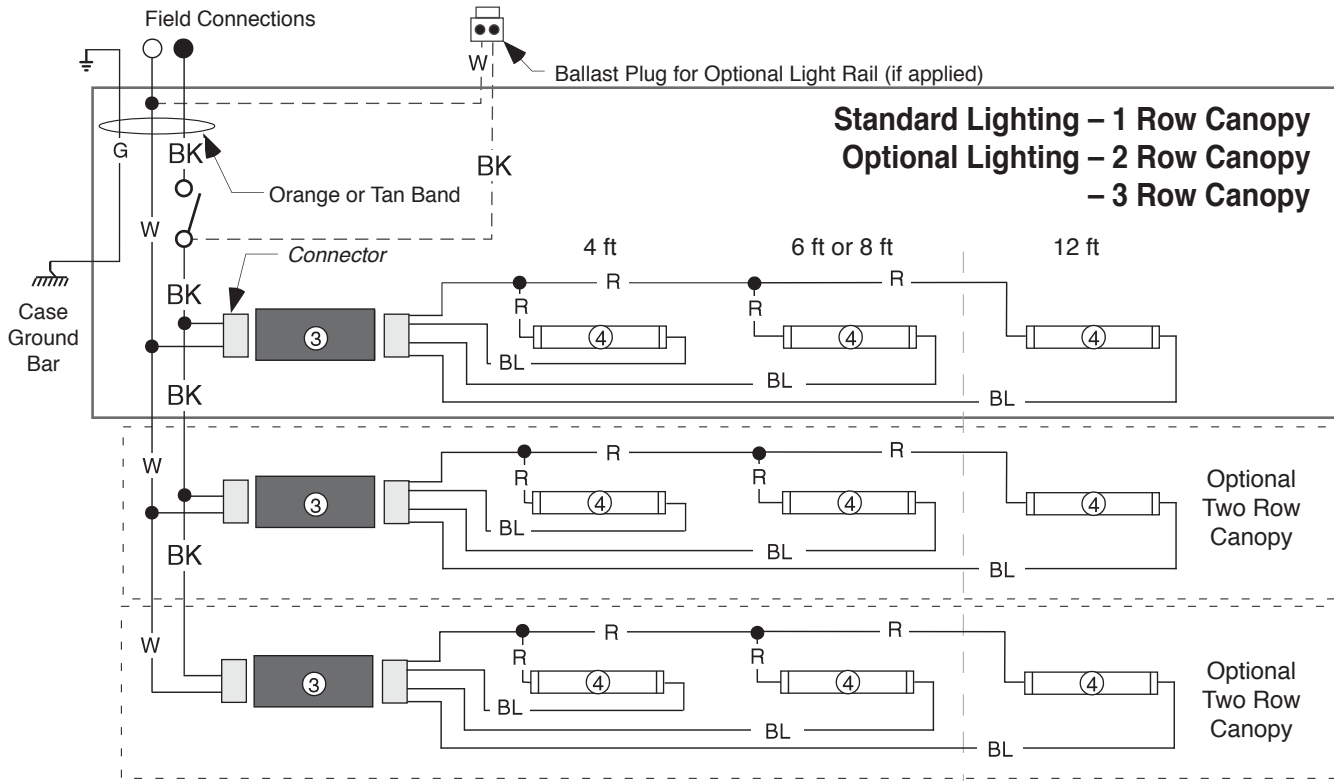 Field Connections
W
Ballast Plug for Optional Light Rail (if applied)
Standard Lighting – 1 Row Canopy
Optional Lighting – 2 Row Canopy
– 3 Row Canopy
G
BK
BK
Orange or Tan Band
W
Connector
4 ft
6 ft or 8 ft
12 ft
Case
Ground
Bar
BK
R
R
R
R
3
4
4
4
BL
BL
BL
BK
W
R
R
R
R
3
4
4
4
BL
BL
BL
Optional
Two Row
Canopy
BK
W
R
R
R
R
3
4
4
4
BL
BL
BL
Optional
Two Row
Canopy